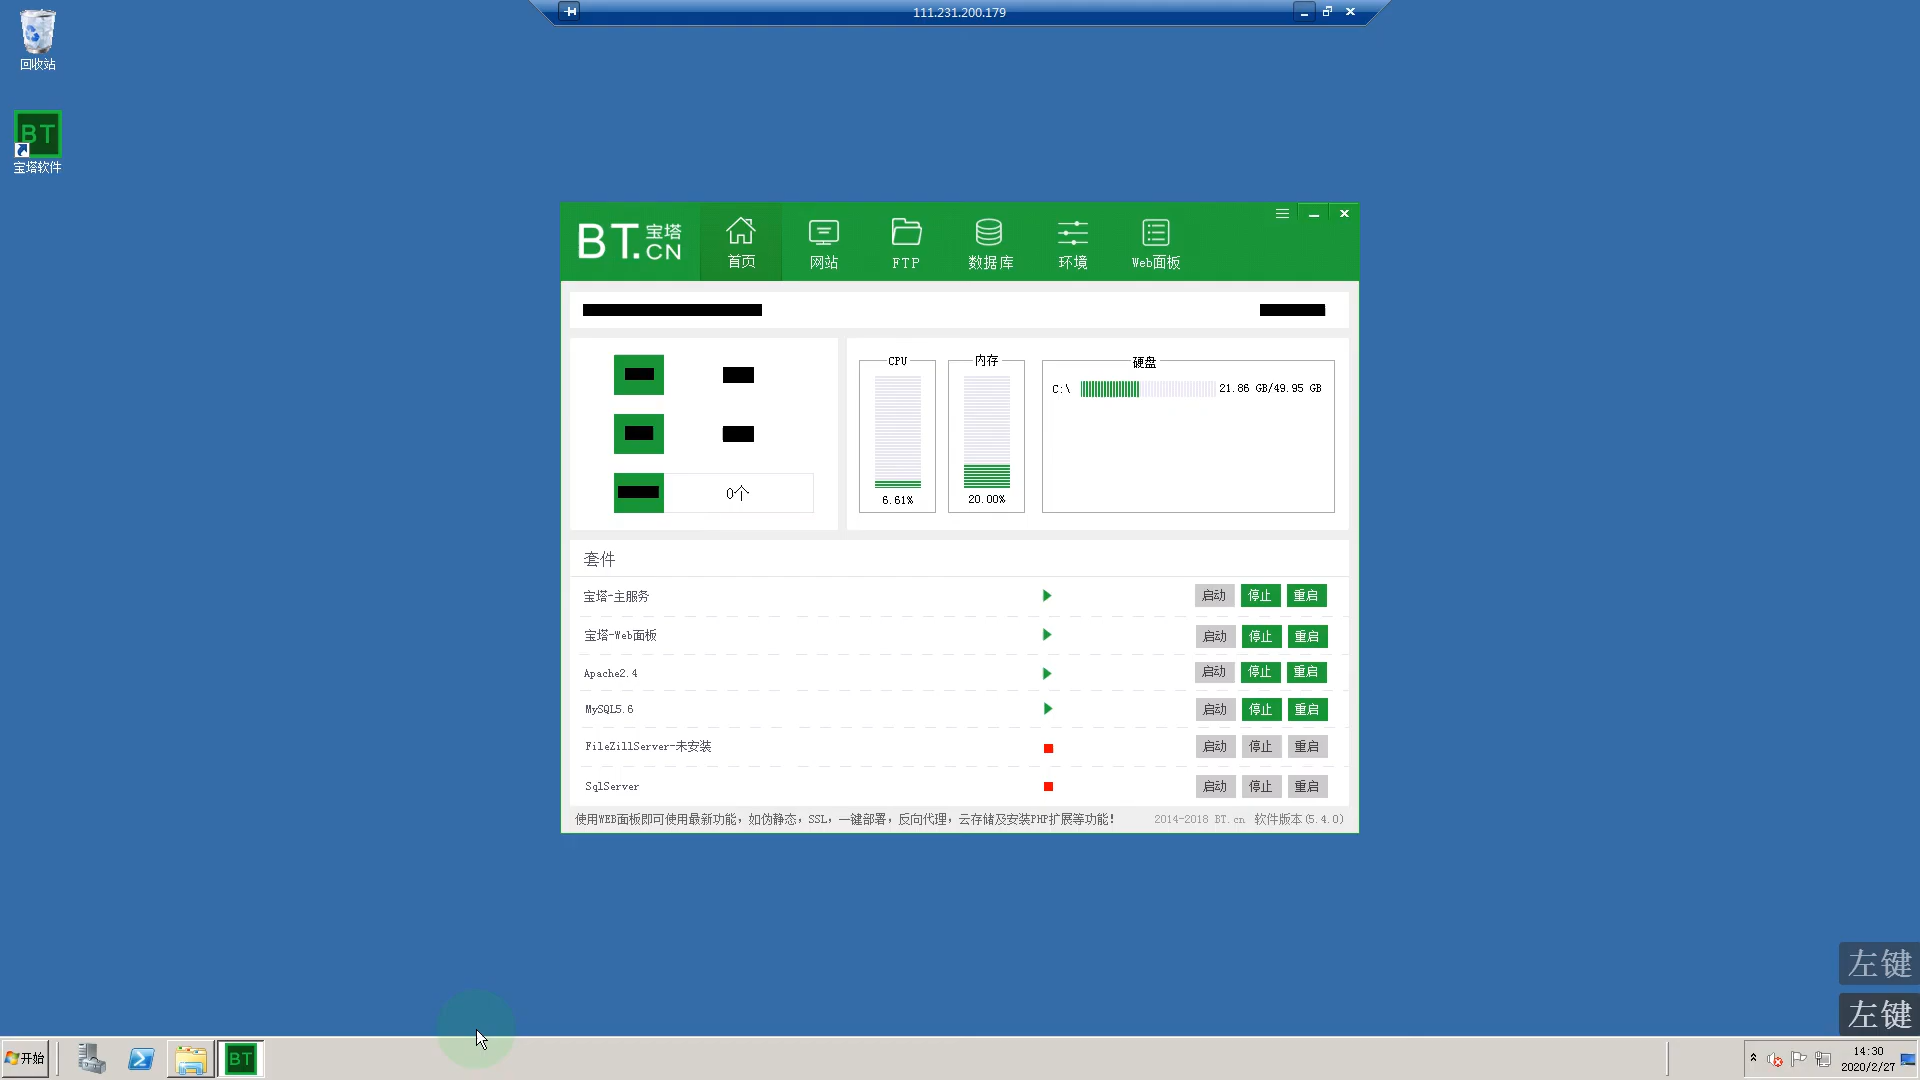 111.231.200.179
回收站
BT
宝塔软件
BT.CN 宝塔
首页
网站
FTP
数据库
环境
Web面板
0个
CPU
6.61%
内存
20.00%
硬盘
C:\ 21.86 GB/49.95 GB
套件
宝塔-主服务 启动 停止 重启
宝塔-Web面板 启动 停止 重启
Apache2.4 启动 停止 重启
MySQL5.6 启动 停止 重启
FileZillServer-未安装 启动 停止 重启
SqlServer 启动 停止 重启
使用WEB面板即可使用最新功能，如伪静态，SSL，一键部署，反向代理，云存储及安装PHP扩展等功能！ 2014-2018 BT.cn 软件版本(5.4.0)
左键
左键
开始
BT
14:30
2020/2/27